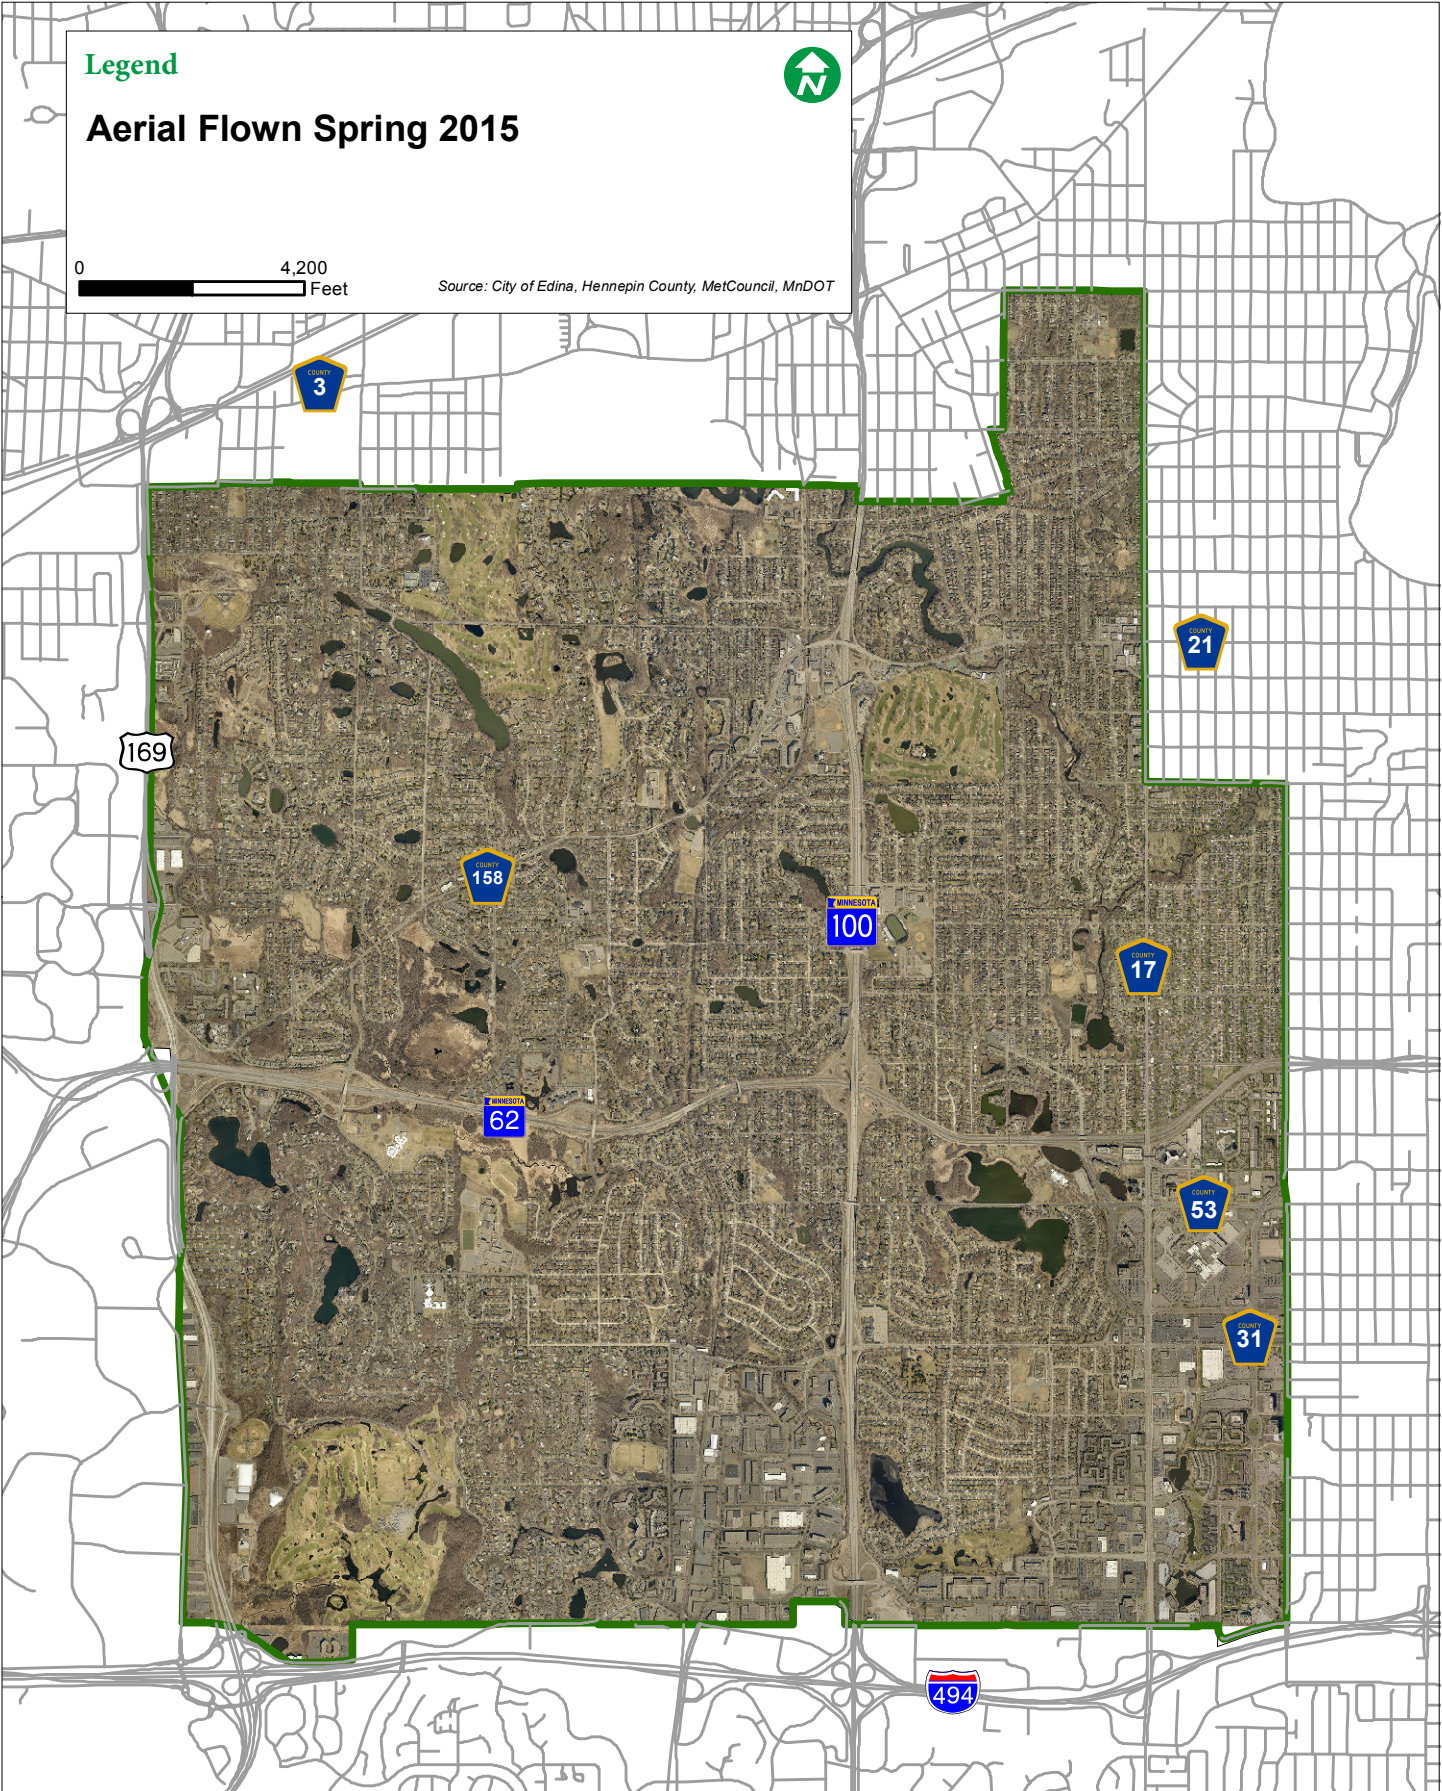 Legend
N
Aerial Flown Spring 2015
0 4,200
Feet
Source: City of Edina, Hennepin County, MetCouncil, MnDOT
COUNTY
3
COUNTY
21
169
COUNTY
158
MINNESOTA
100
COUNTY
17
MINNESOTA
62
COUNTY
53
COUNTY
31
494